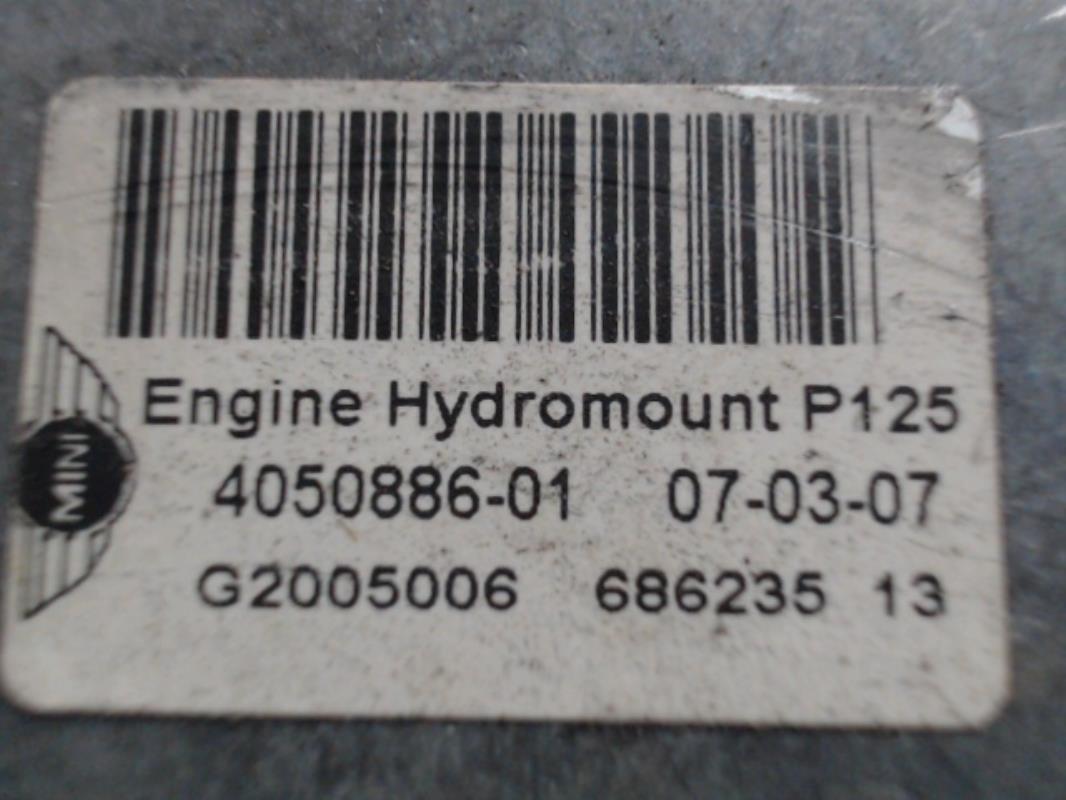 Engine Hydromount P125
MINI
4050886-01 07-03-07
G2005006 686235 13